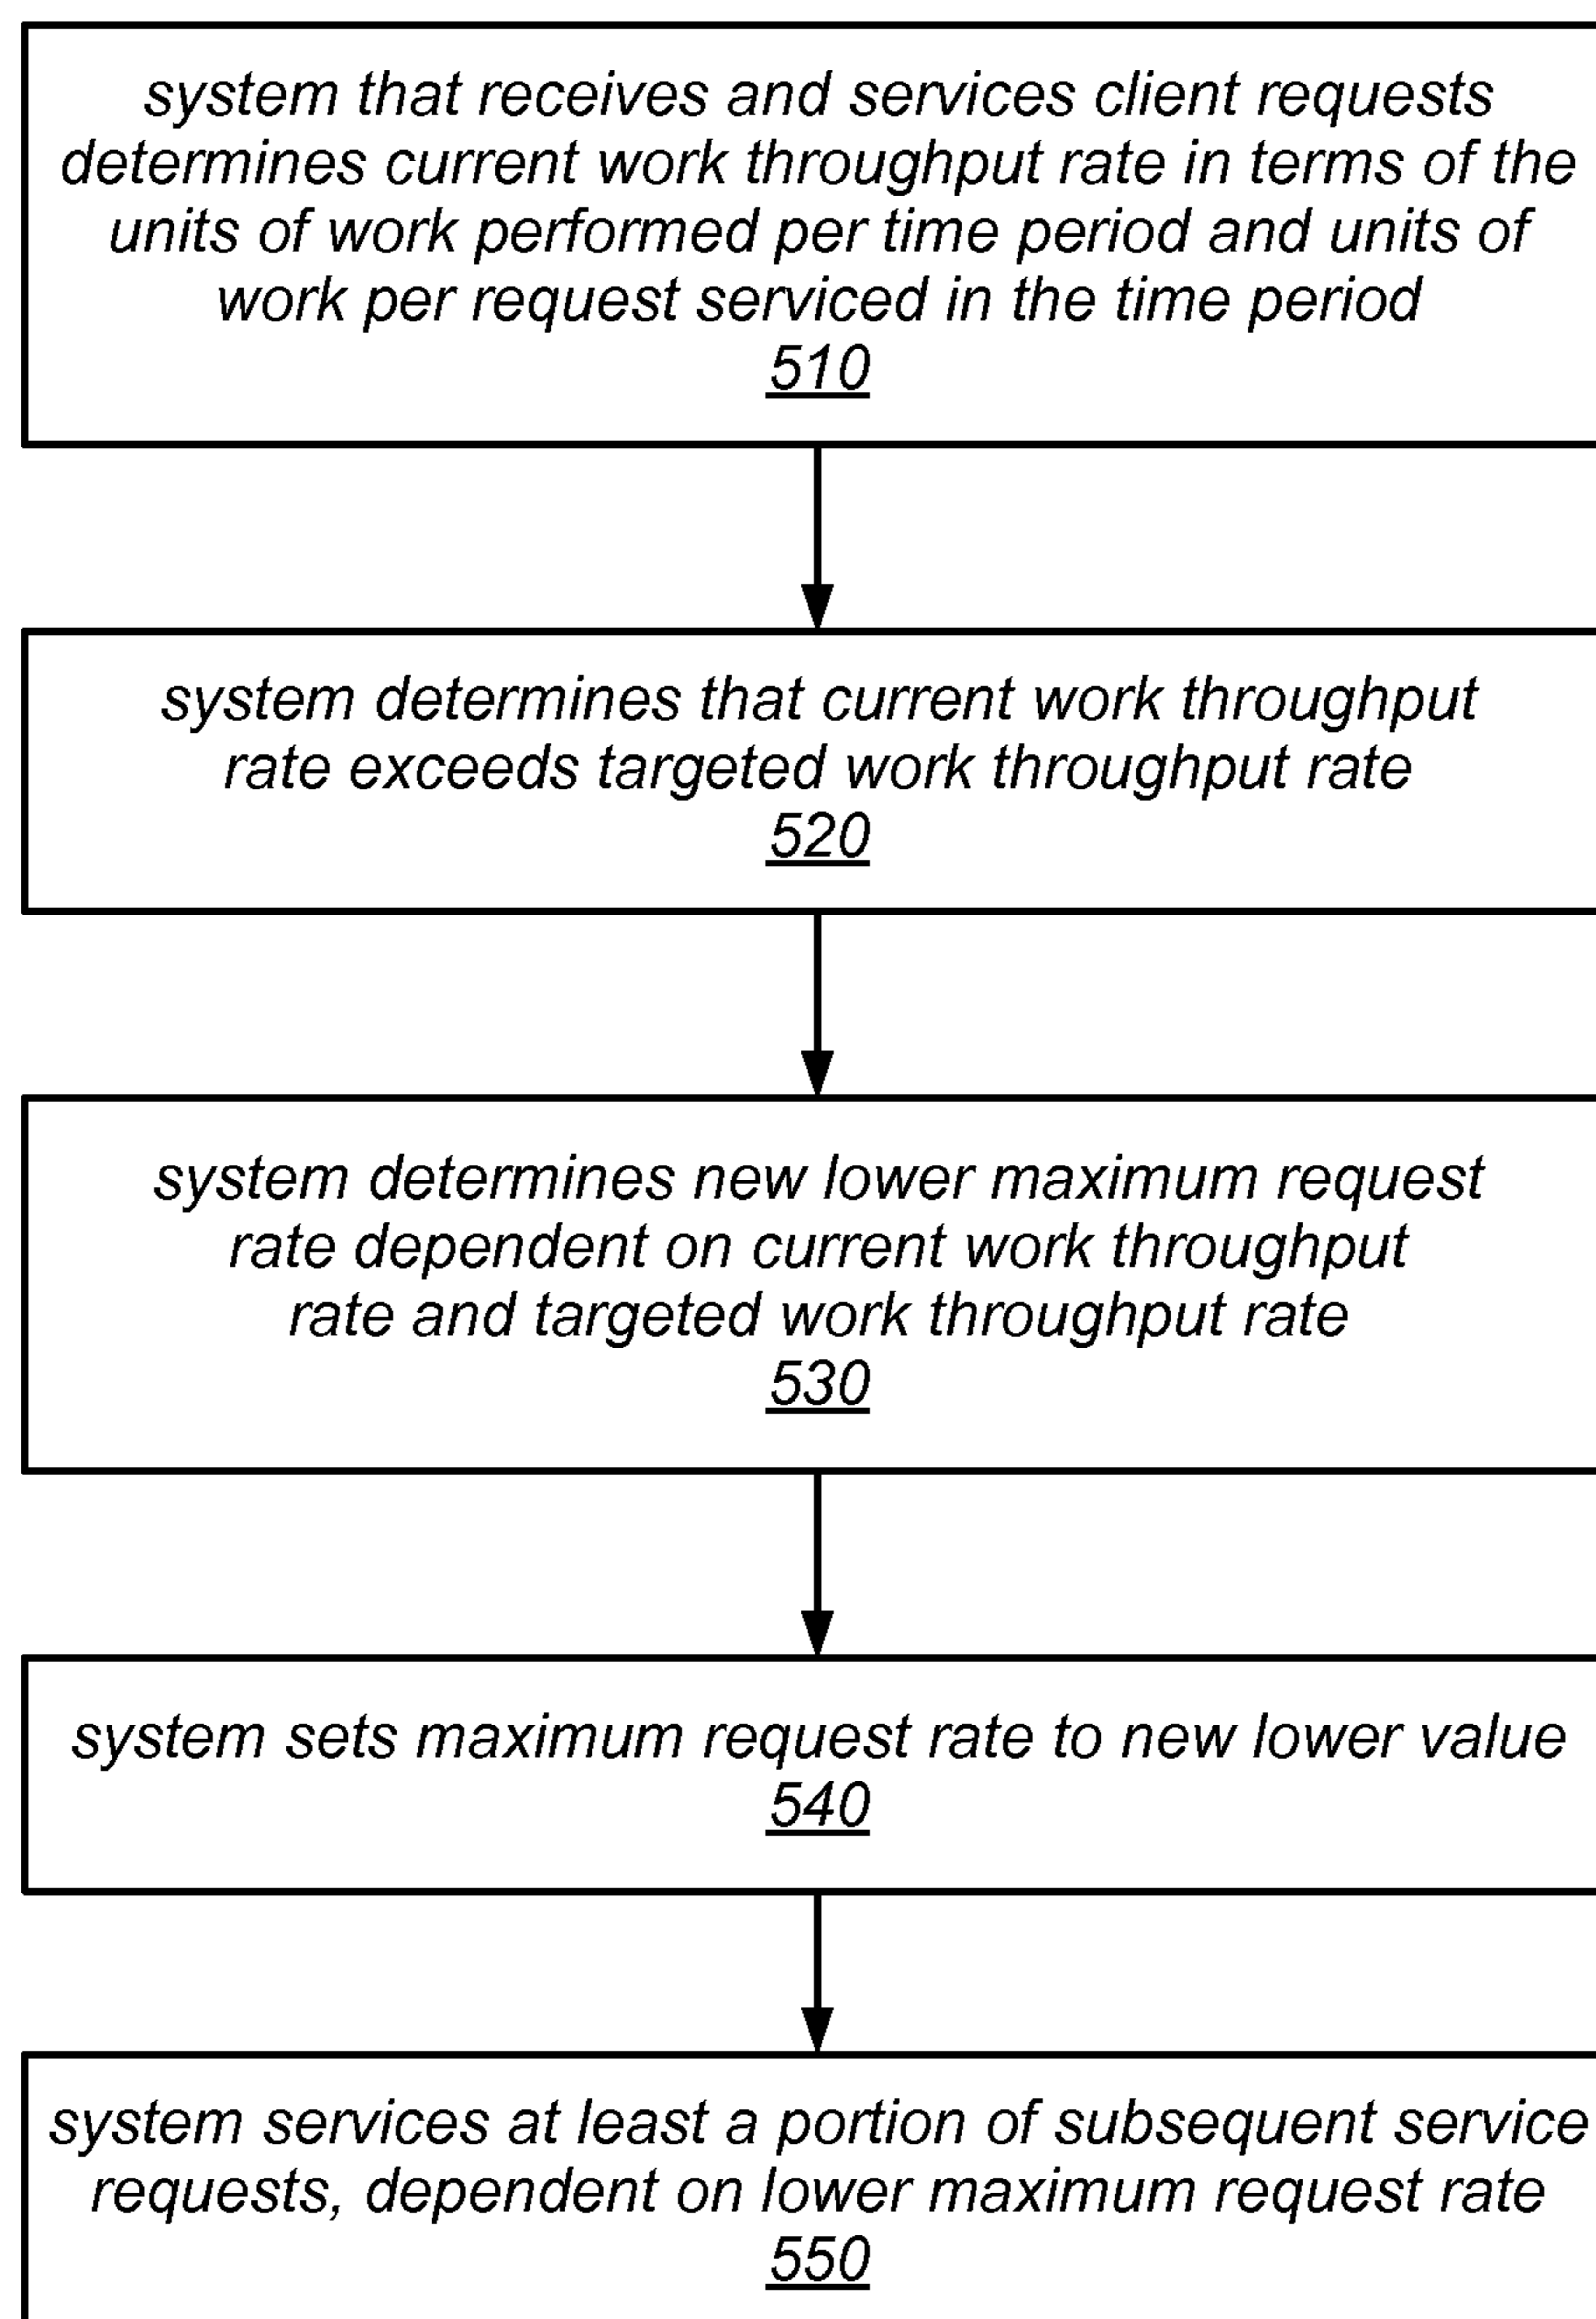 system that receives and services client requests
determines current work throughput rate in terms of the
units of work performed per time period and units of
work per request serviced in the time period
510
system determines that current work throughput
rate exceeds targeted work throughput rate
520
system determines new lower maximum request
rate dependent on current work throughput
rate and targeted work throughput rate
530
system sets maximum request rate to new lower value
540
system services at least a portion of subsequent service
requests, dependent on lower maximum request rate
550